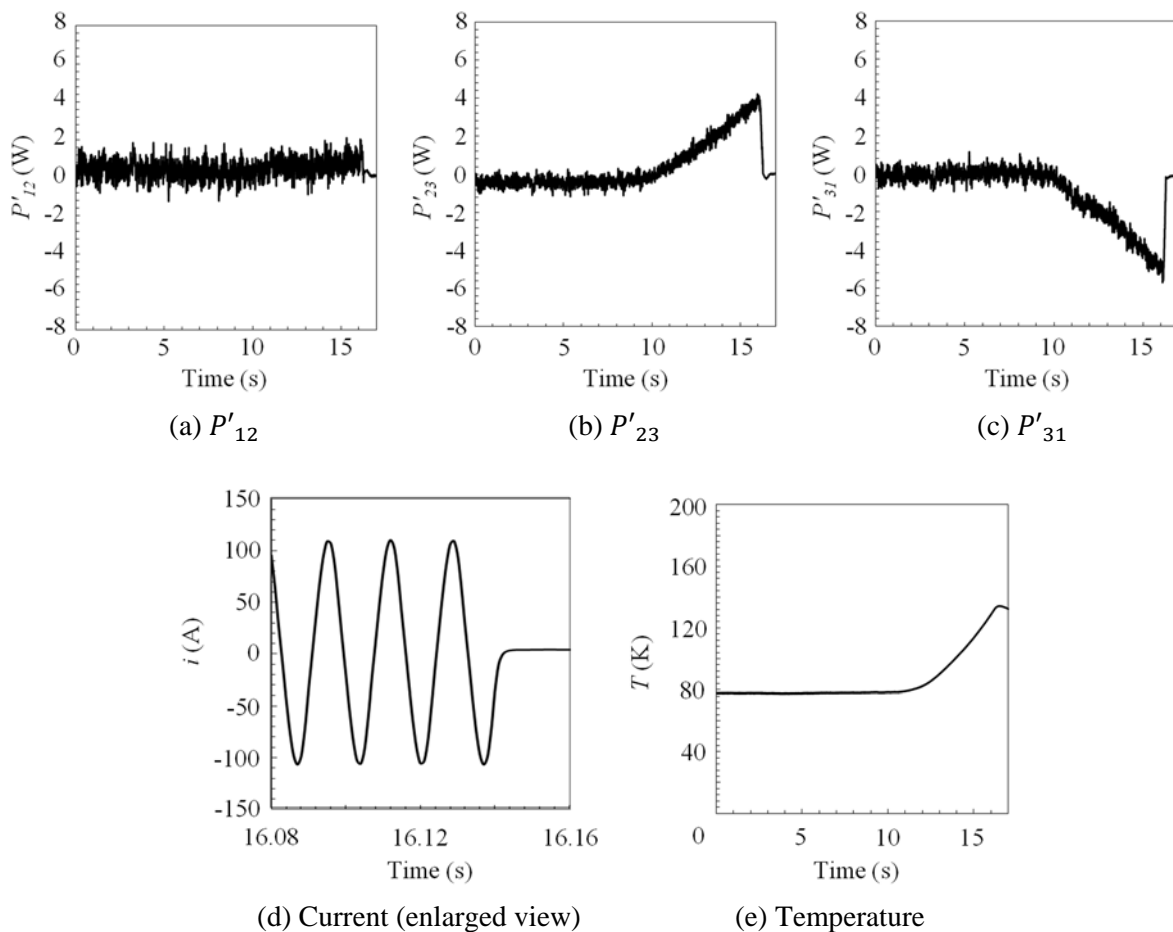 8
6
4
2
0
-2
-4
-6
-8
P'12 (W)
0 5 10 15
Time (s)
(a) P'12
8
6
4
2
0
-2
-4
-6
-8
P'23 (W)
0 5 10 15
Time (s)
(b) P'23
8
6
4
2
0
-2
-4
-6
-8
P'31 (W)
0 5 10 15
Time (s)
(c) P'31
150
100
50
0
-50
-100
-150
i (A)
16.08 16.12 16.16
Time (s)
(d) Current (enlarged view)
200
160
120
80
40
0
T (K)
5 10 15
Time (s)
(e) Temperature